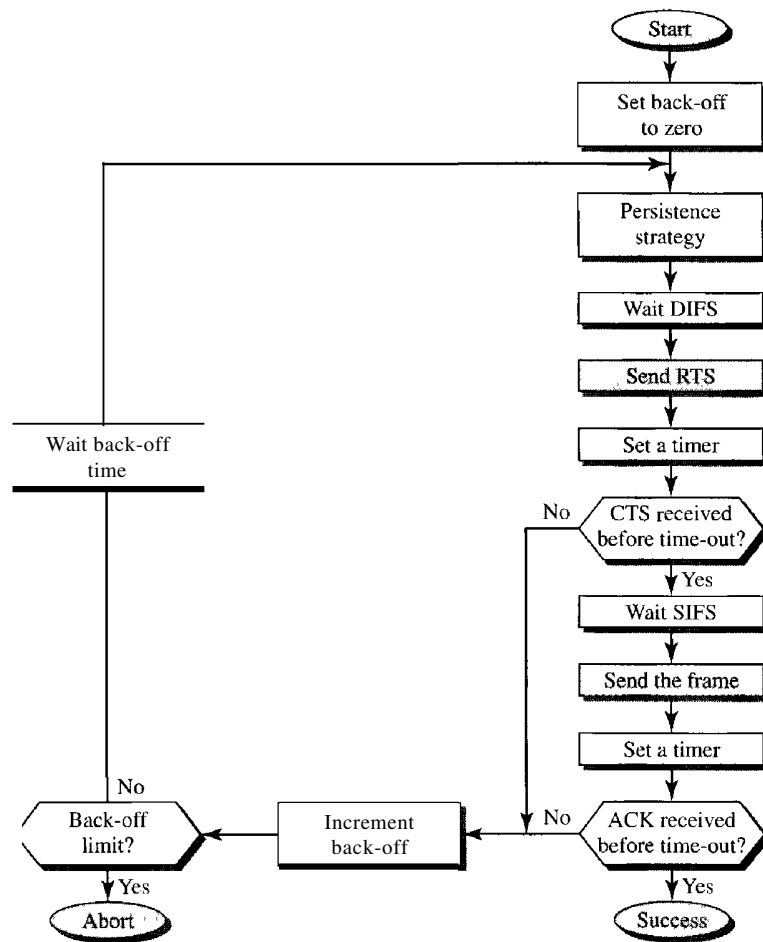 Start
Set back-off
to zero
Persistence
strategy
Wait DIFS
Send RTS
Wait back-off
time
Set a timer
No
CTS received
before time-out?
Yes
Wait SIFS
Send the frame
Set a timer
No
Back-off
limit?
Increment
back-off
No
ACK received
before time-out?
Yes
Abort
Yes
Success